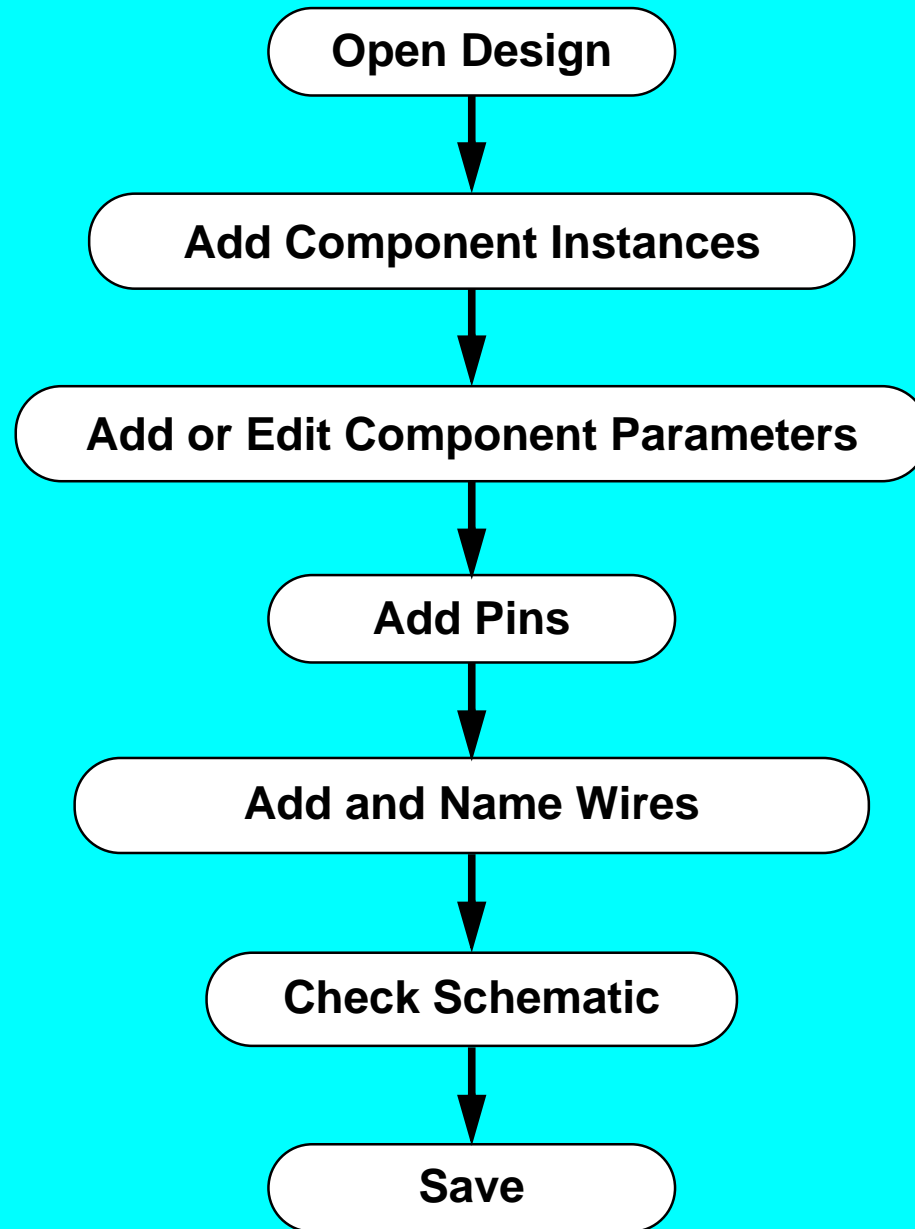 Open Design
Add Component Instances
Add or Edit Component Parameters
Add Pins
Add and Name Wires
Check Schematic
Save